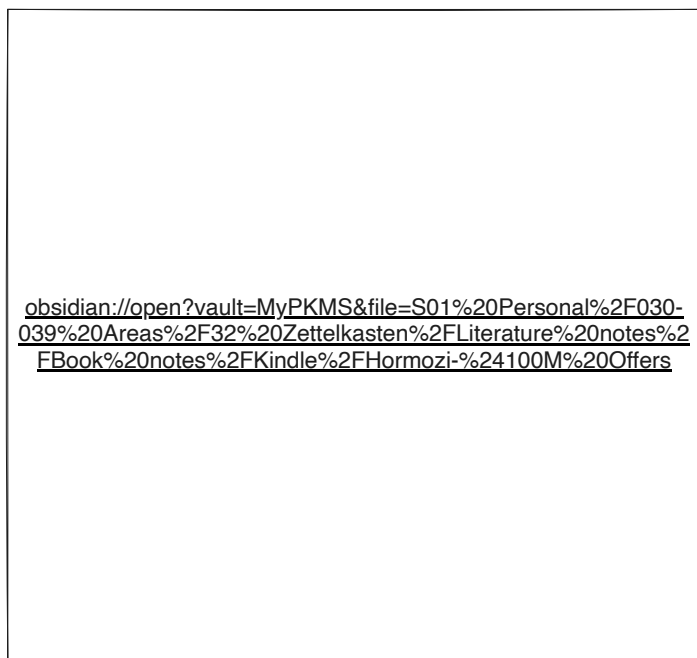 obsidian://open?vault=MyPKMS&file=S01%20Personal%2F030-
039%20Areas%2F32%20Zettelkasten%2FLiterature%20notes%2
FBook%20notes%2FKindle%2FHormozi-%24100M%20Offers